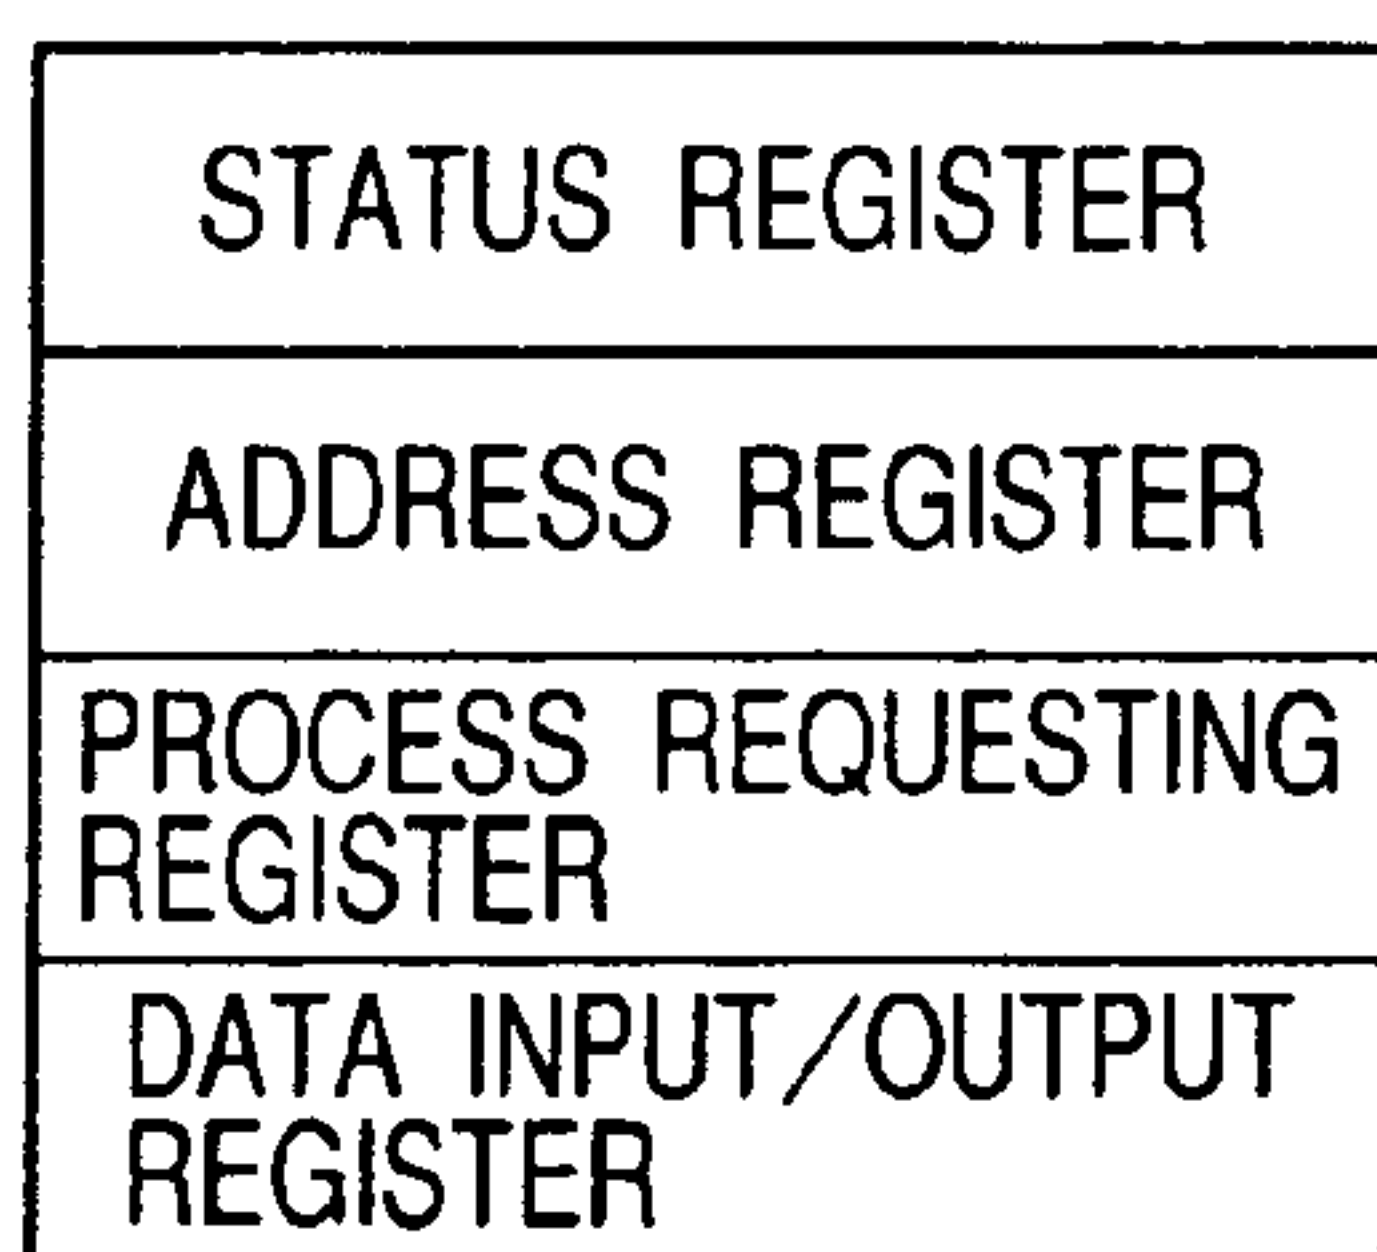 STATUS REGISTER
ADDRESS REGISTER
PROCESS REQUESTING
REGISTER
DATA INPUT/OUTPUT
REGISTER